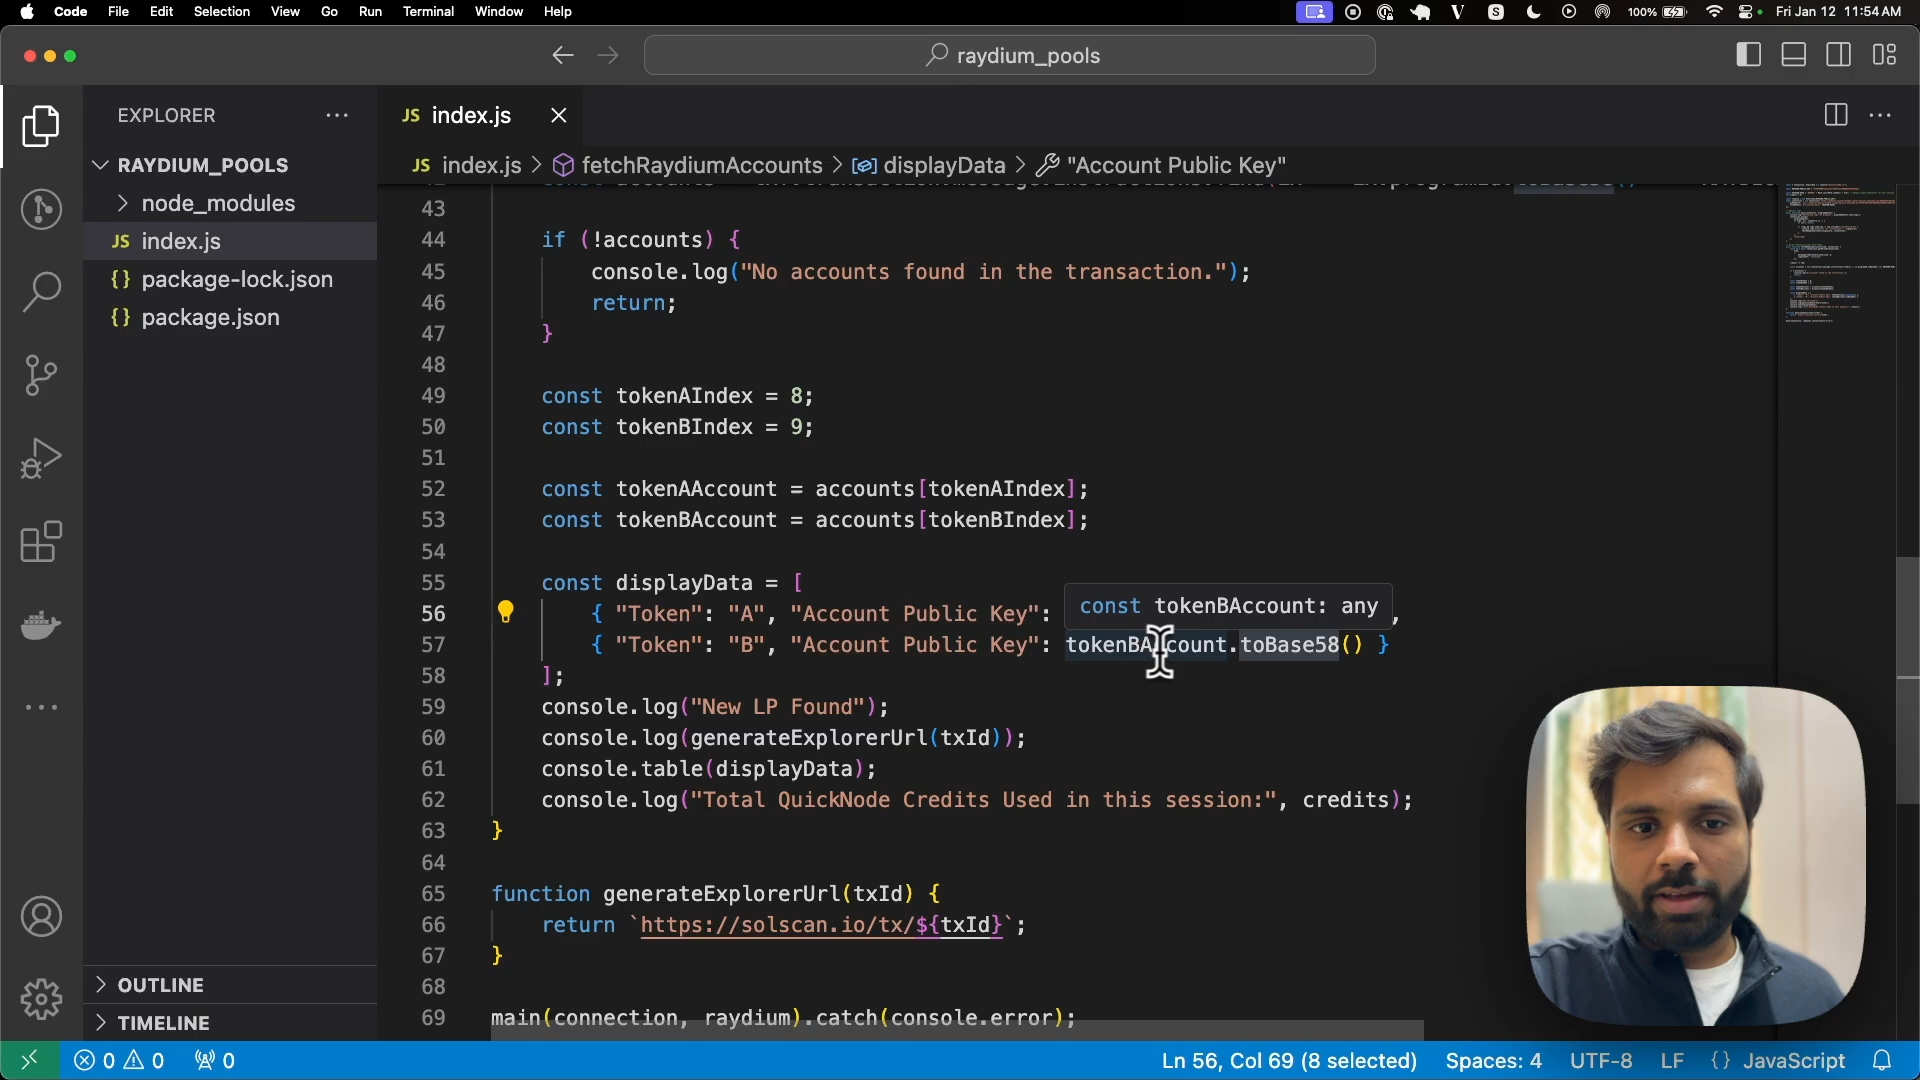 Code File Edit Selection View Go Run Terminal Window Help
100% Fri Jan 12 11:54 AM
raydium_pools
EXPLORER
RAYDIUM_POOLS
node_modules
JS index.js
{} package-lock.json
{} package.json
OUTLINE
TIMELINE
JS index.js
JS index.js > fetchRaydiumAccounts > displayData > "Account Public Key"
43
44 if (!accounts) {
45 console.log("No accounts found in the transaction.");
46 return;
47 }
48
49 const tokenAIndex = 8;
50 const tokenBIndex = 9;
51
52 const tokenAAccount = accounts[tokenAIndex];
53 const tokenBAccount = accounts[tokenBIndex];
54
55 const displayData = [
const tokenBAccount: any
56 { "Token": "A", "Account Public Key": ,
57 { "Token": "B", "Account Public Key": tokenBAccount.toBase58() }
58 ];
59 console.log("New LP Found");
60 console.log(generateExplorerUrl(txId));
61 console.table(displayData);
62 console.log("Total QuickNode Credits Used in this session:", credits);
63 }
64
65 function generateExplorerUrl(txId) {
66 return `https://solscan.io/tx/${txId}`;
67 }
68
69 main(connection, raydium).catch(console.error);
0 0 0
Ln 56, Col 69 (8 selected) Spaces: 4 UTF-8 LF {} JavaScript